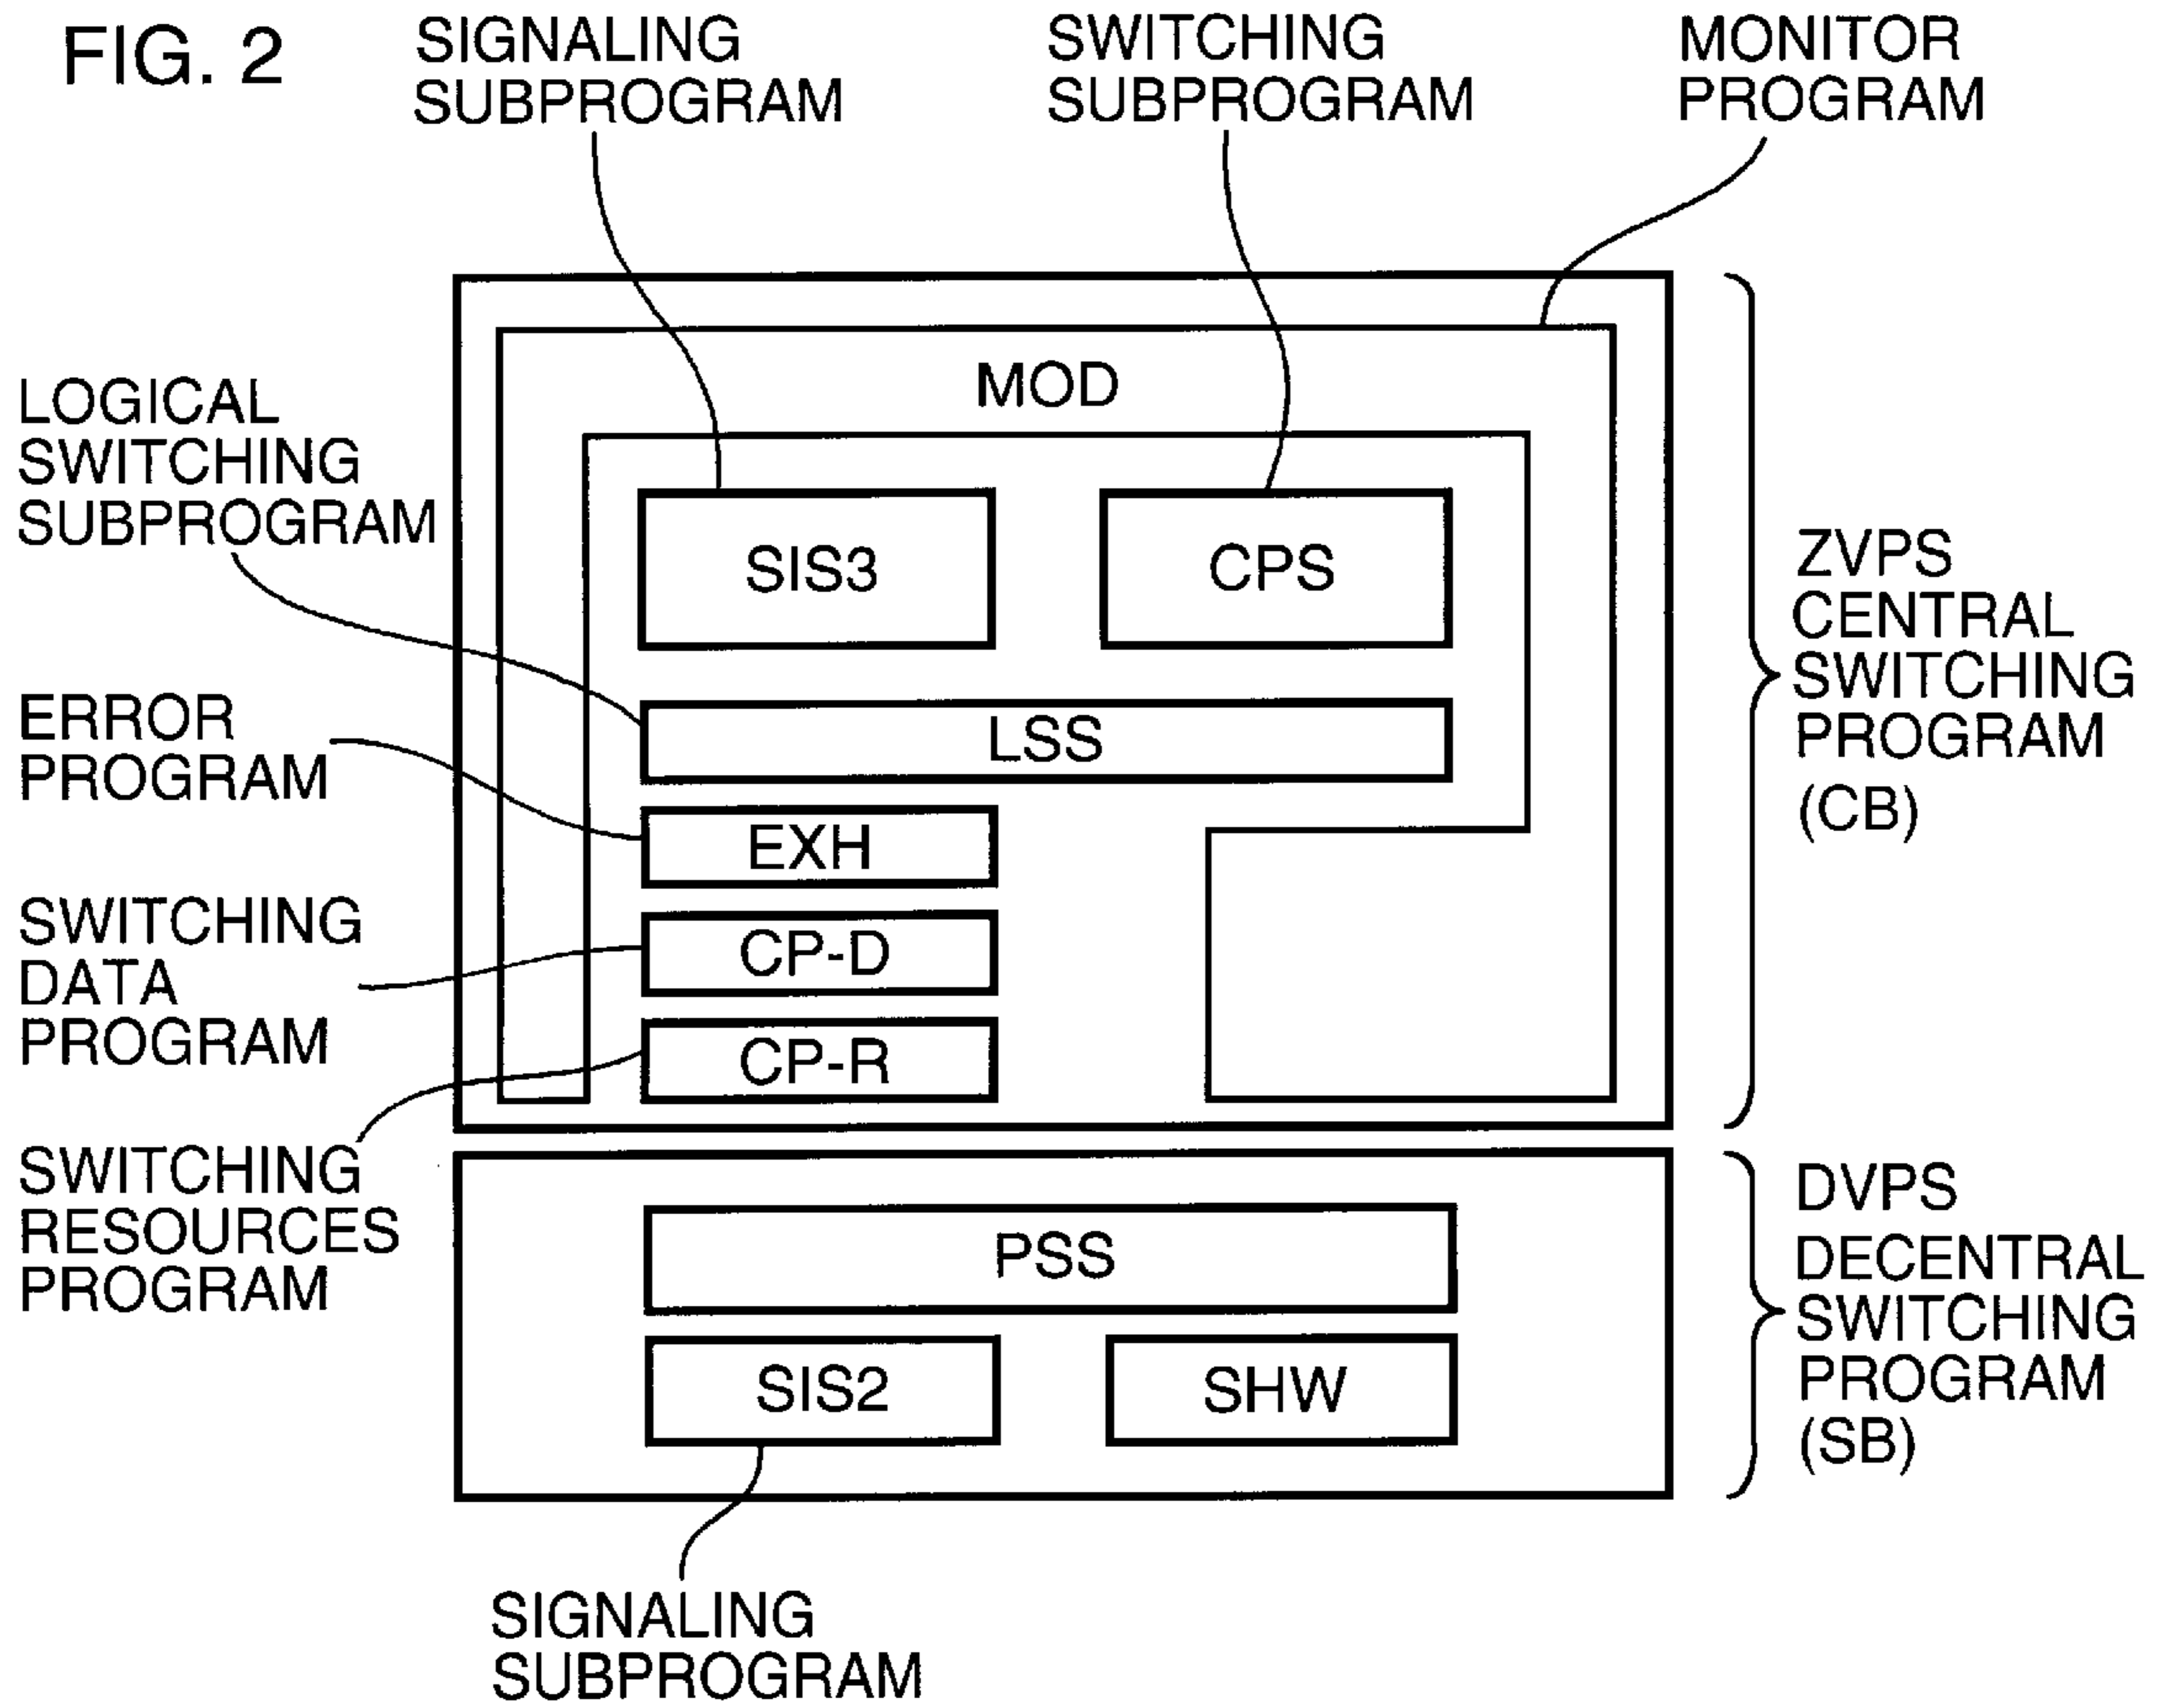 FIG. 2
SIGNALING
SUBPROGRAM
SWITCHING
SUBPROGRAM
MONITOR
PROGRAM
MOD
LOGICAL
SWITCHING
SUBPROGRAM
SIS3
CPS
LSS
ERROR
PROGRAM
EXH
SWITCHING
DATA
PROGRAM
CP-D
CP-R
SWITCHING
RESOURCES
PROGRAM
ZVPS
CENTRAL
SWITCHING
PROGRAM
(CB)
PSS
SIS2
SHW
DVPS
DECENTRAL
SWITCHING
PROGRAM
(SB)
SIGNALING
SUBPROGRAM